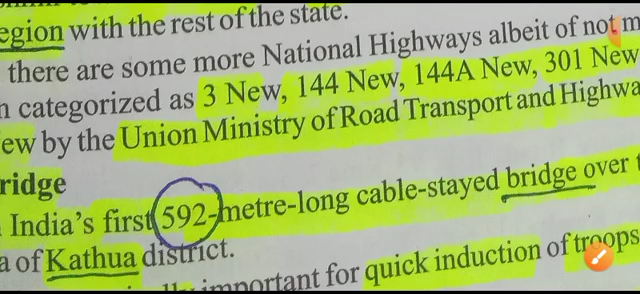 egion with the rest of the state.
there are some more National Highways albeit of not m
n categorized as 3 New, 144 New, 144A New, 301 New
ew by the Union Ministry of Road Transport and Highwa
ridge
India's first 592-metre-long cable-stayed bridge over t
a of Kathua district.
important for quick induction of troops